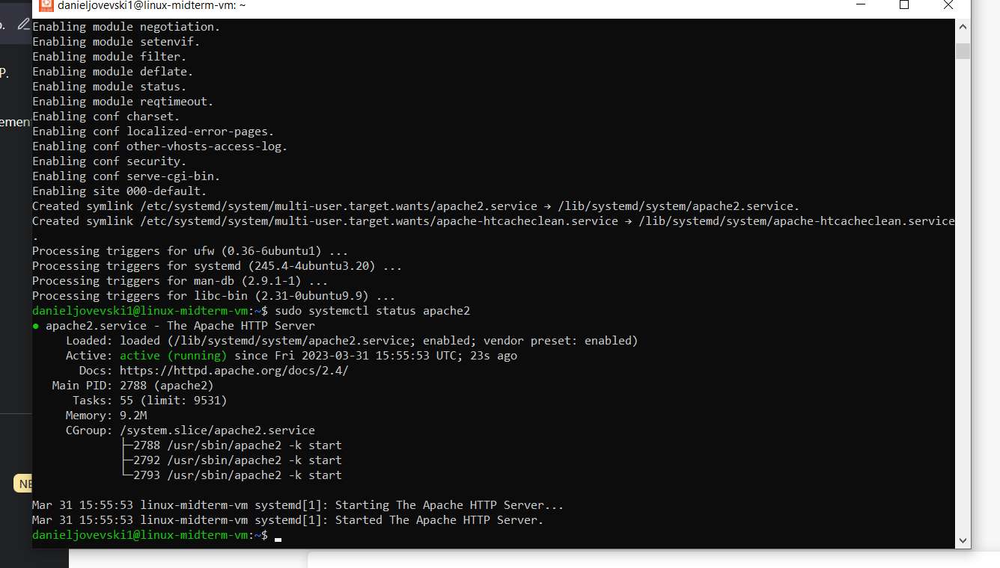 danieljovevski1@linux-midterm-vm: ~
Enabling module negotiation.
Enabling module setenvif.
Enabling module filter.
Enabling module deflate.
Enabling module status.
Enabling module reqtimeout.
Enabling conf charset.
Enabling conf localized-error-pages.
Enabling conf other-vhosts-access-log.
Enabling conf security.
Enabling conf serve-cgi-bin.
Enabling site 000-default.
Created symlink /etc/systemd/system/multi-user.target.wants/apache2.service → /lib/systemd/system/apache2.service.
Created symlink /etc/systemd/system/multi-user.target.wants/apache-htcacheclean.service → /lib/systemd/system/apache-htcacheclean.service
.
Processing triggers for ufw (0.36-6ubuntu1) ...
Processing triggers for systemd (245.4-4ubuntu3.20) ...
Processing triggers for man-db (2.9.1-1) ...
Processing triggers for libc-bin (2.31-0ubuntu9.9) ...
danieljovevski1@linux-midterm-vm:~$ sudo systemctl status apache2
● apache2.service - The Apache HTTP Server
Loaded: loaded (/lib/systemd/system/apache2.service; enabled; vendor preset: enabled)
Active: active (running) since Fri 2023-03-31 15:55:53 UTC; 23s ago
Docs: https://httpd.apache.org/docs/2.4/
Main PID: 2788 (apache2)
Tasks: 55 (limit: 9531)
Memory: 9.2M
CGroup: /system.slice/apache2.service
├─2788 /usr/sbin/apache2 -k start
├─2792 /usr/sbin/apache2 -k start
└─2793 /usr/sbin/apache2 -k start
Mar 31 15:55:53 linux-midterm-vm systemd[1]: Starting The Apache HTTP Server...
Mar 31 15:55:53 linux-midterm-vm systemd[1]: Started The Apache HTTP Server.
danieljovevski1@linux-midterm-vm:~$
P.
ement
NE